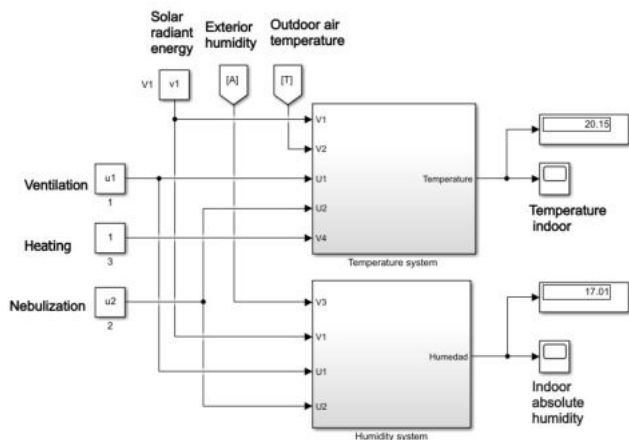 Solar
radiant
energy
Exterior
humidity
Outdoor air
temperature
V1
v1
[A]
[T]
V1
V2
Ventilation
u1
1
U1
Temperature
20.15
U2
Temperature
indoor
Heating
1
3
V4
Temperature system
Nebulization
u2
2
V3
17.01
V1
Humedad
U1
Indoor
absolute
humidity
U2
Humidity system